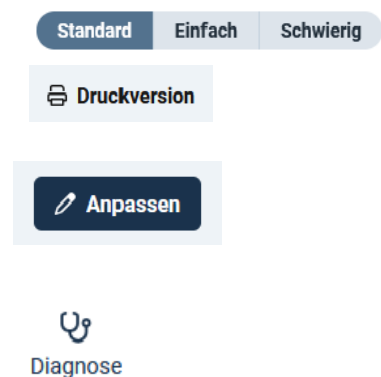 Standard Einfach Schwierig
Druckversion
Anpassen
Diagnose